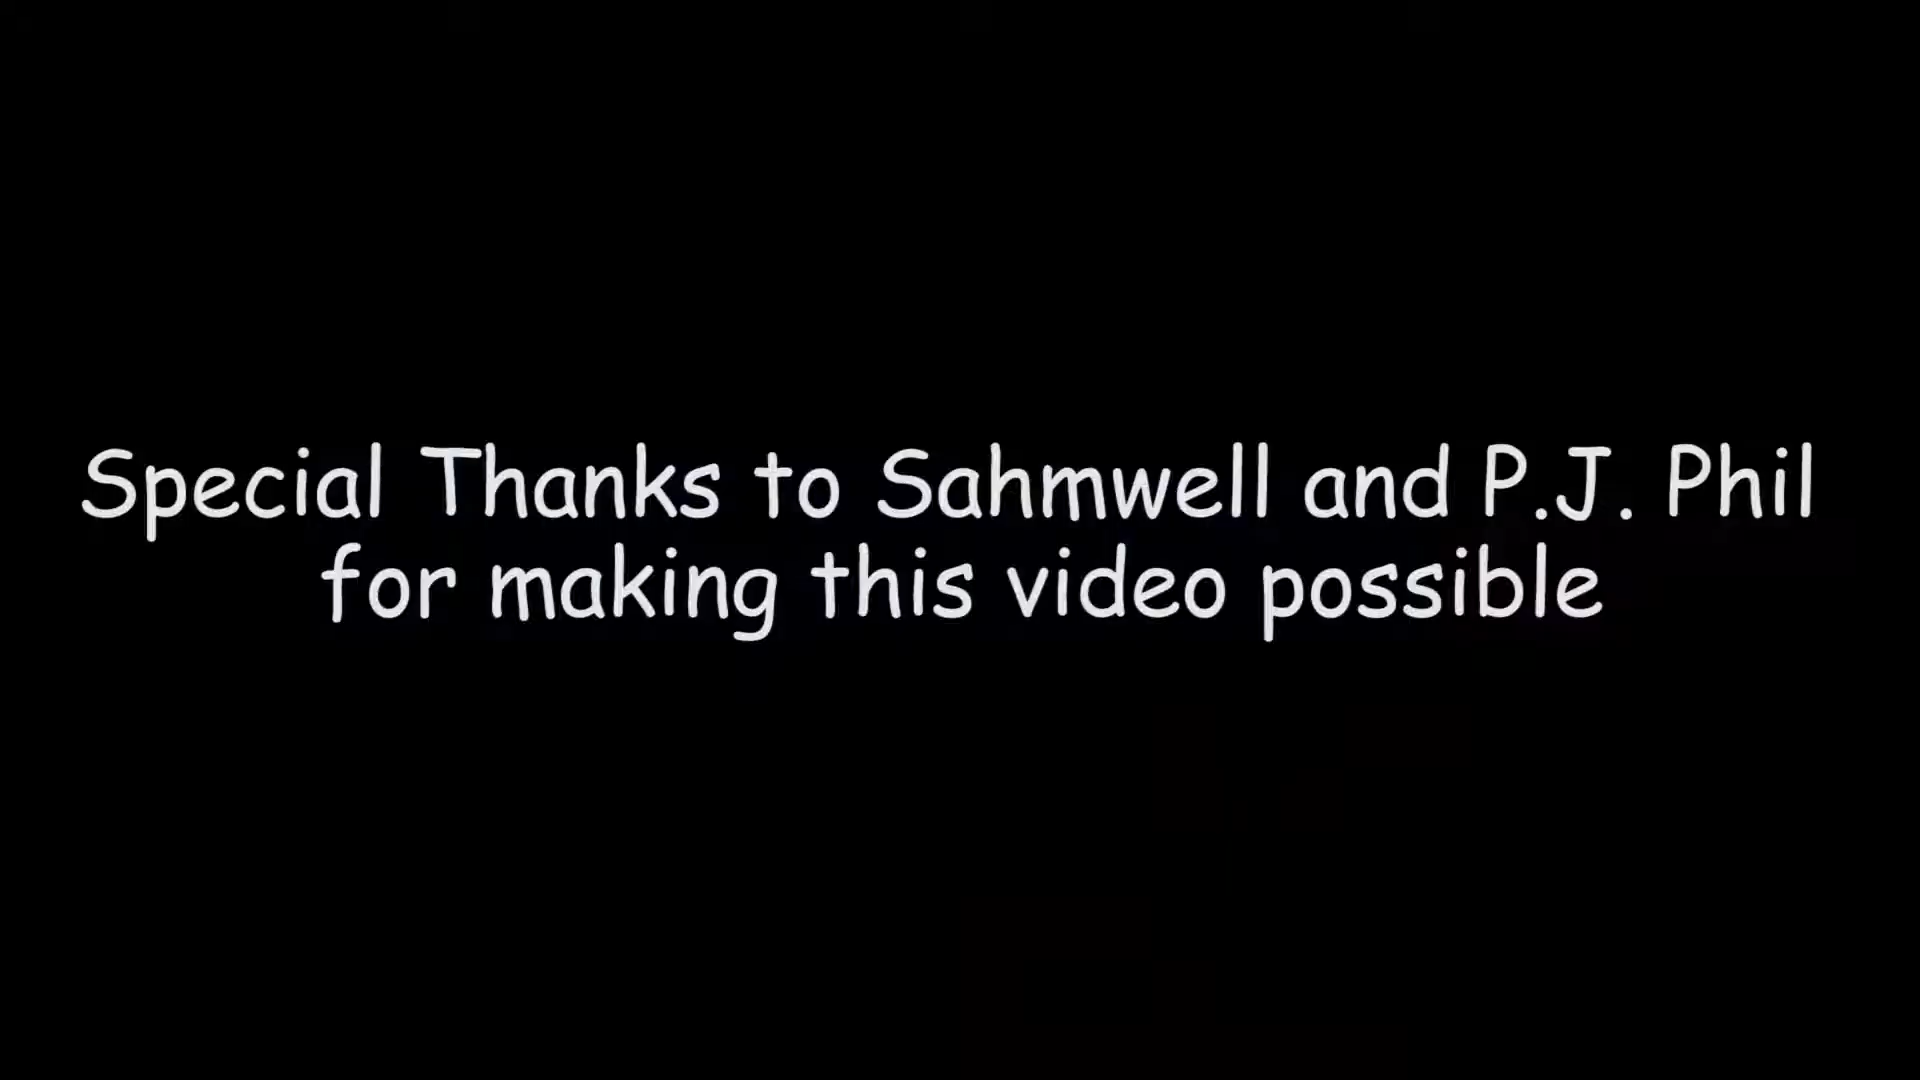 Special Thanks to Sahmwell and P.J. Phil
for making this video possible